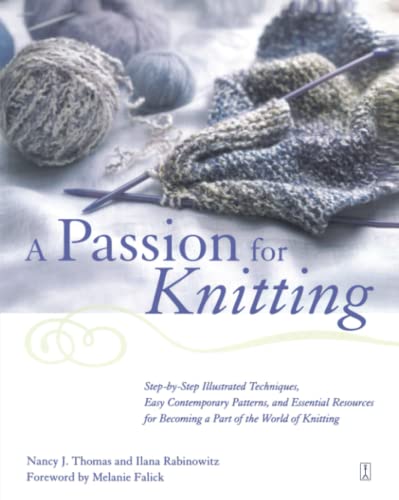 A Passion for
Knitting
Step-by-Step Illustrated Techniques,
Easy Contemporary Patterns, and Essential Resources
for Becoming a Part of the World of Knitting
Nancy J. Thomas and Ilana Rabinowitz
Foreword by Melanie Falick